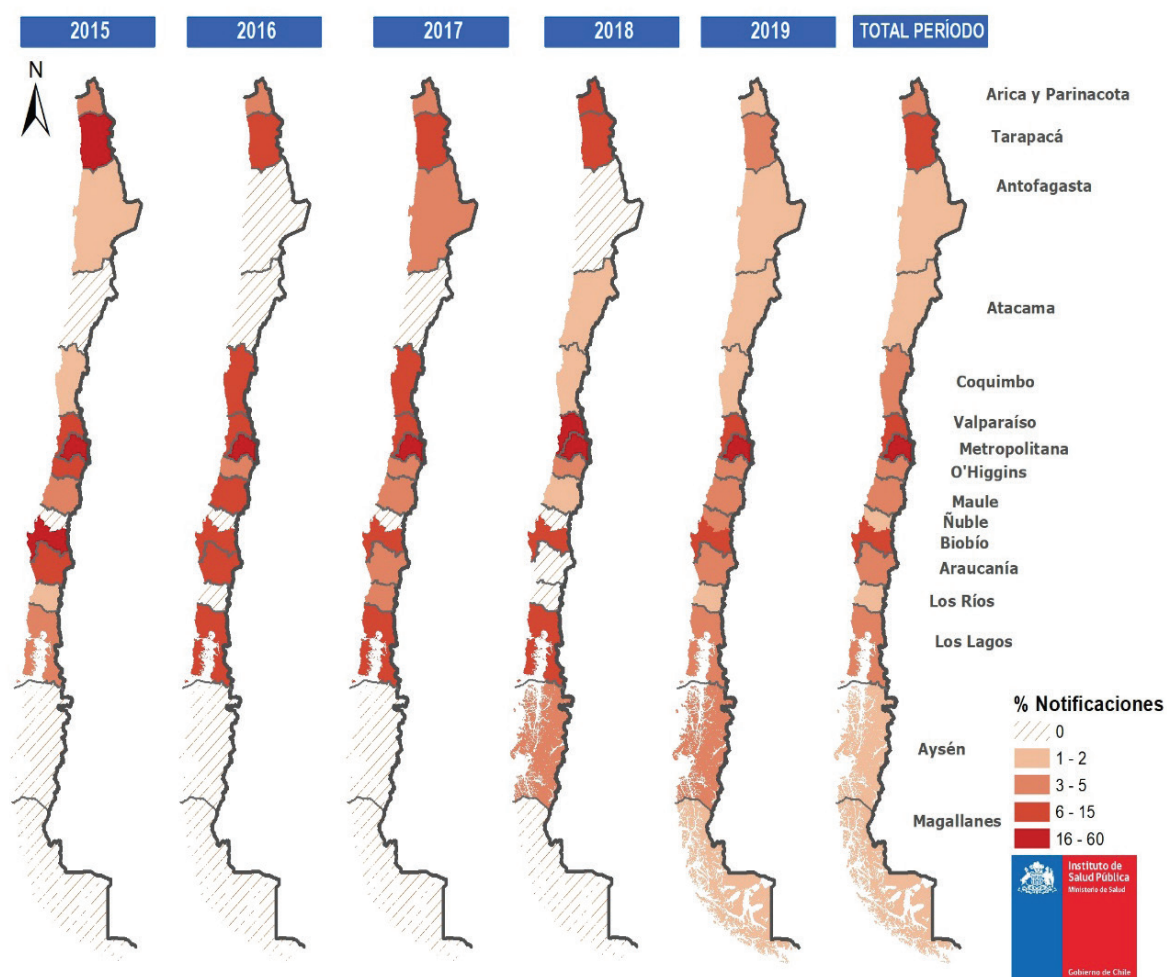 2015
2016
2017
2018
2019
TOTAL PERÍODO
N
Arica y Parinacota
Tarapacá
Antofagasta
Atacama
Coquimbo
Valparaíso
Metropolitana
O'Higgins
Maule
Ñuble
Biobío
Araucanía
Los Ríos
Los Lagos
Aysén
Magallanes
% Notificaciones
0
1 - 2
3 - 5
6 - 15
16 - 60
Instituto de
Salud Pública
Ministerio de Salud
Gobierno de Chile